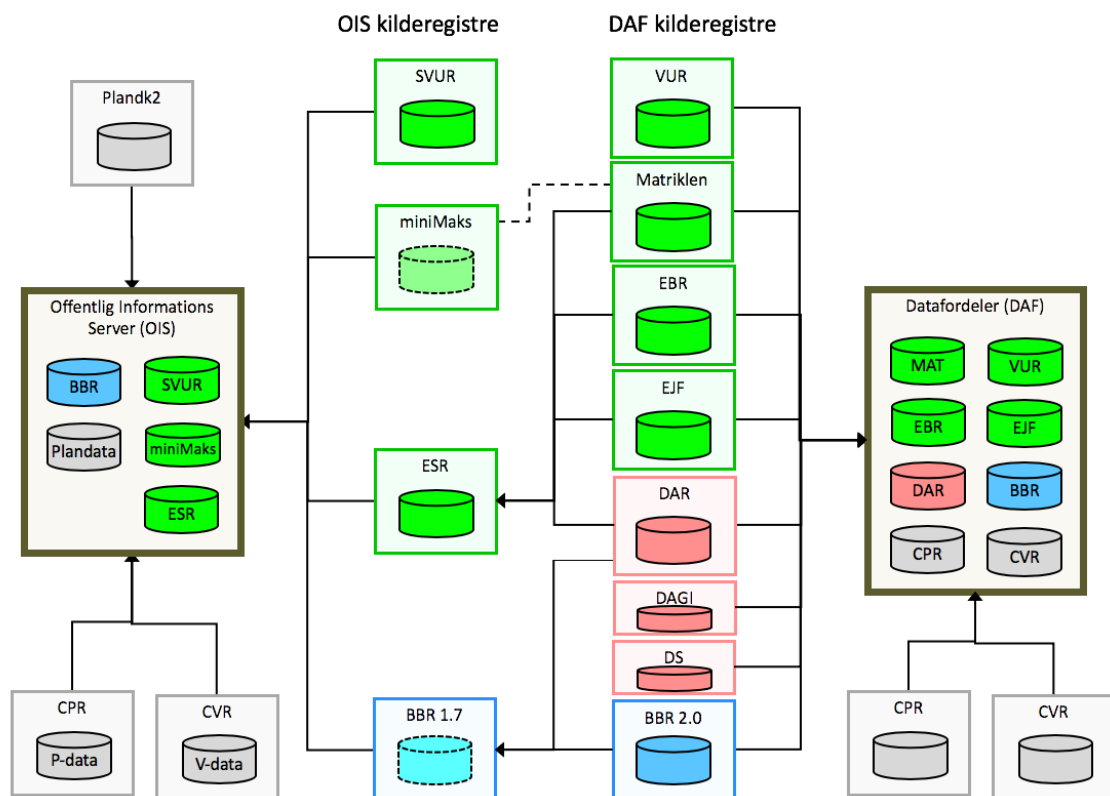 OIS kilderegistre
DAF kilderegistre
Plandk2
SVUR
miniMaks
ESR
BBR 1.7
VUR
Matriklen
EBR
EJF
DAR
DAGI
DS
BBR 2.0
Offentlig Informations
Server (OIS)
BBR
SVUR
Plandata
miniMaks
ESR
CPR
P-data
CVR
V-data
Datafordeler (DAF)
MAT
VUR
EBR
EJF
DAR
BBR
CPR
CVR
CPR
CVR